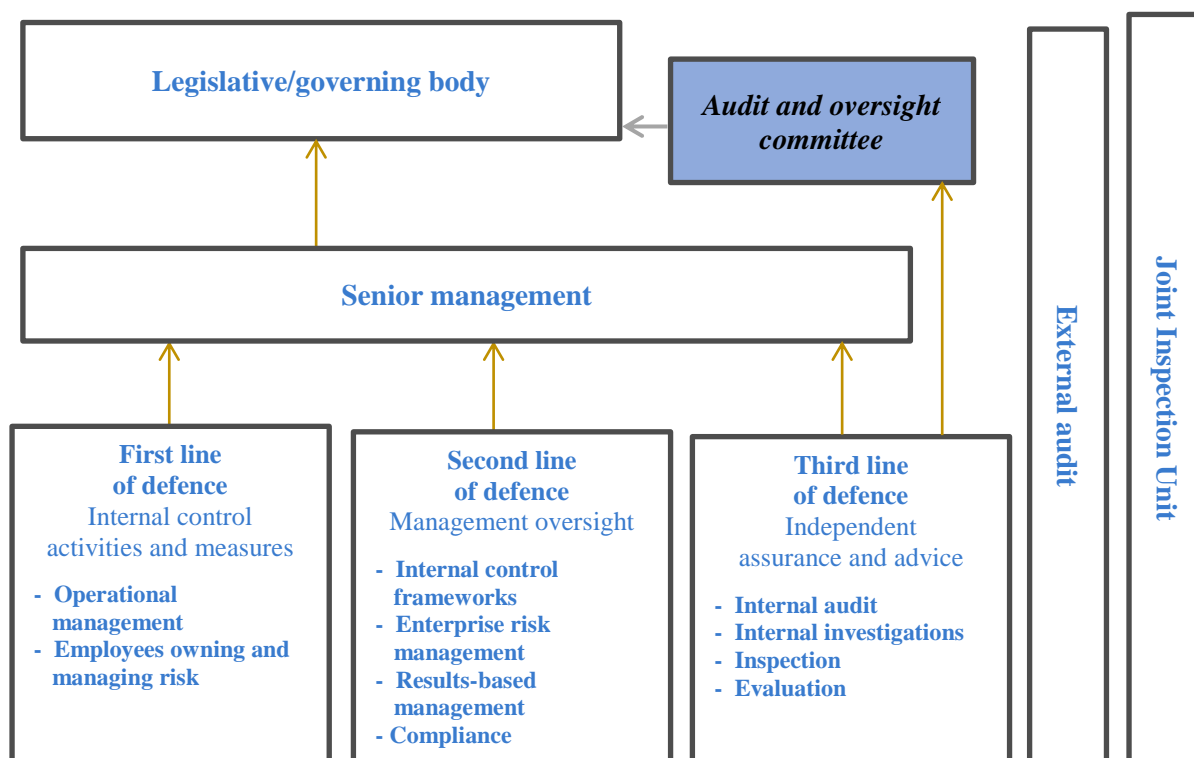 Legislative/governing body
Audit and oversight
committee
Senior management
First line
of defence
Internal control
activities and measures
- Operational
management
- Employees owning and
managing risk
Second line
of defence
Management oversight
- Internal control
frameworks
- Enterprise risk
management
- Results-based
management
- Compliance
Third line
of defence
Independent
assurance and advice
- Internal audit
- Internal investigations
- Inspection
- Evaluation
External audit
Joint Inspection Unit